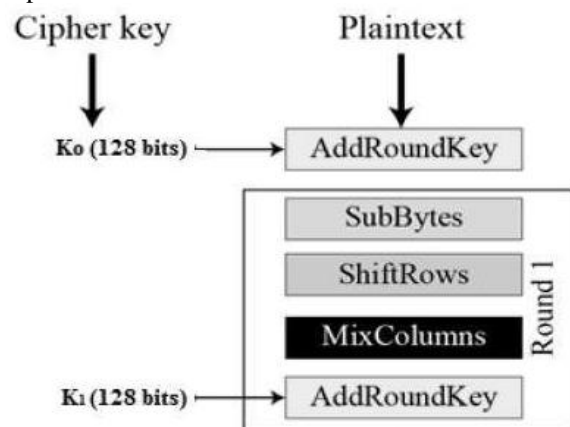 Cipher key Plaintext
K0 (128 bits) AddRoundKey
SubBytes
ShiftRows
MixColumns
Round 1
K1 (128 bits) AddRoundKey